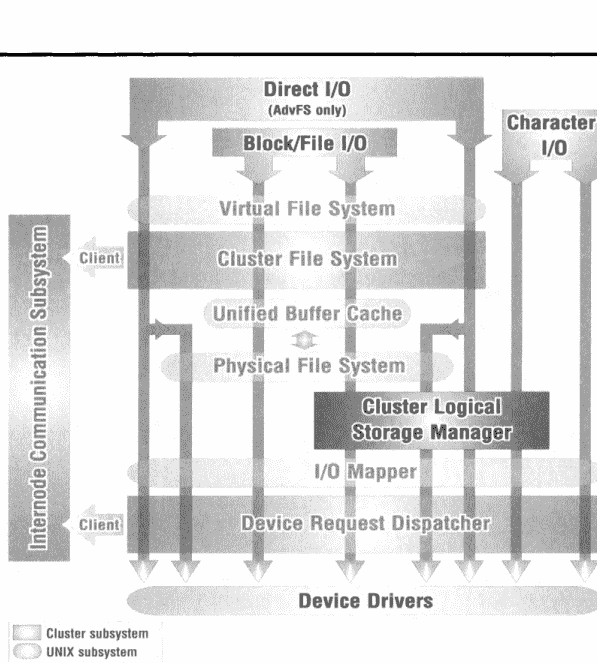 Direct I/O
(AdvFS only)
Block/File I/O
Character
I/O
Virtual File System
Internode Communication Subsystem
Client
Cluster File System
Unified Buffer Cache
Physical File System
Cluster Logical
Storage Manager
I/O Mapper
Client
Device Request Dispatcher
Device Drivers
Cluster subsystem
UNIX subsystem